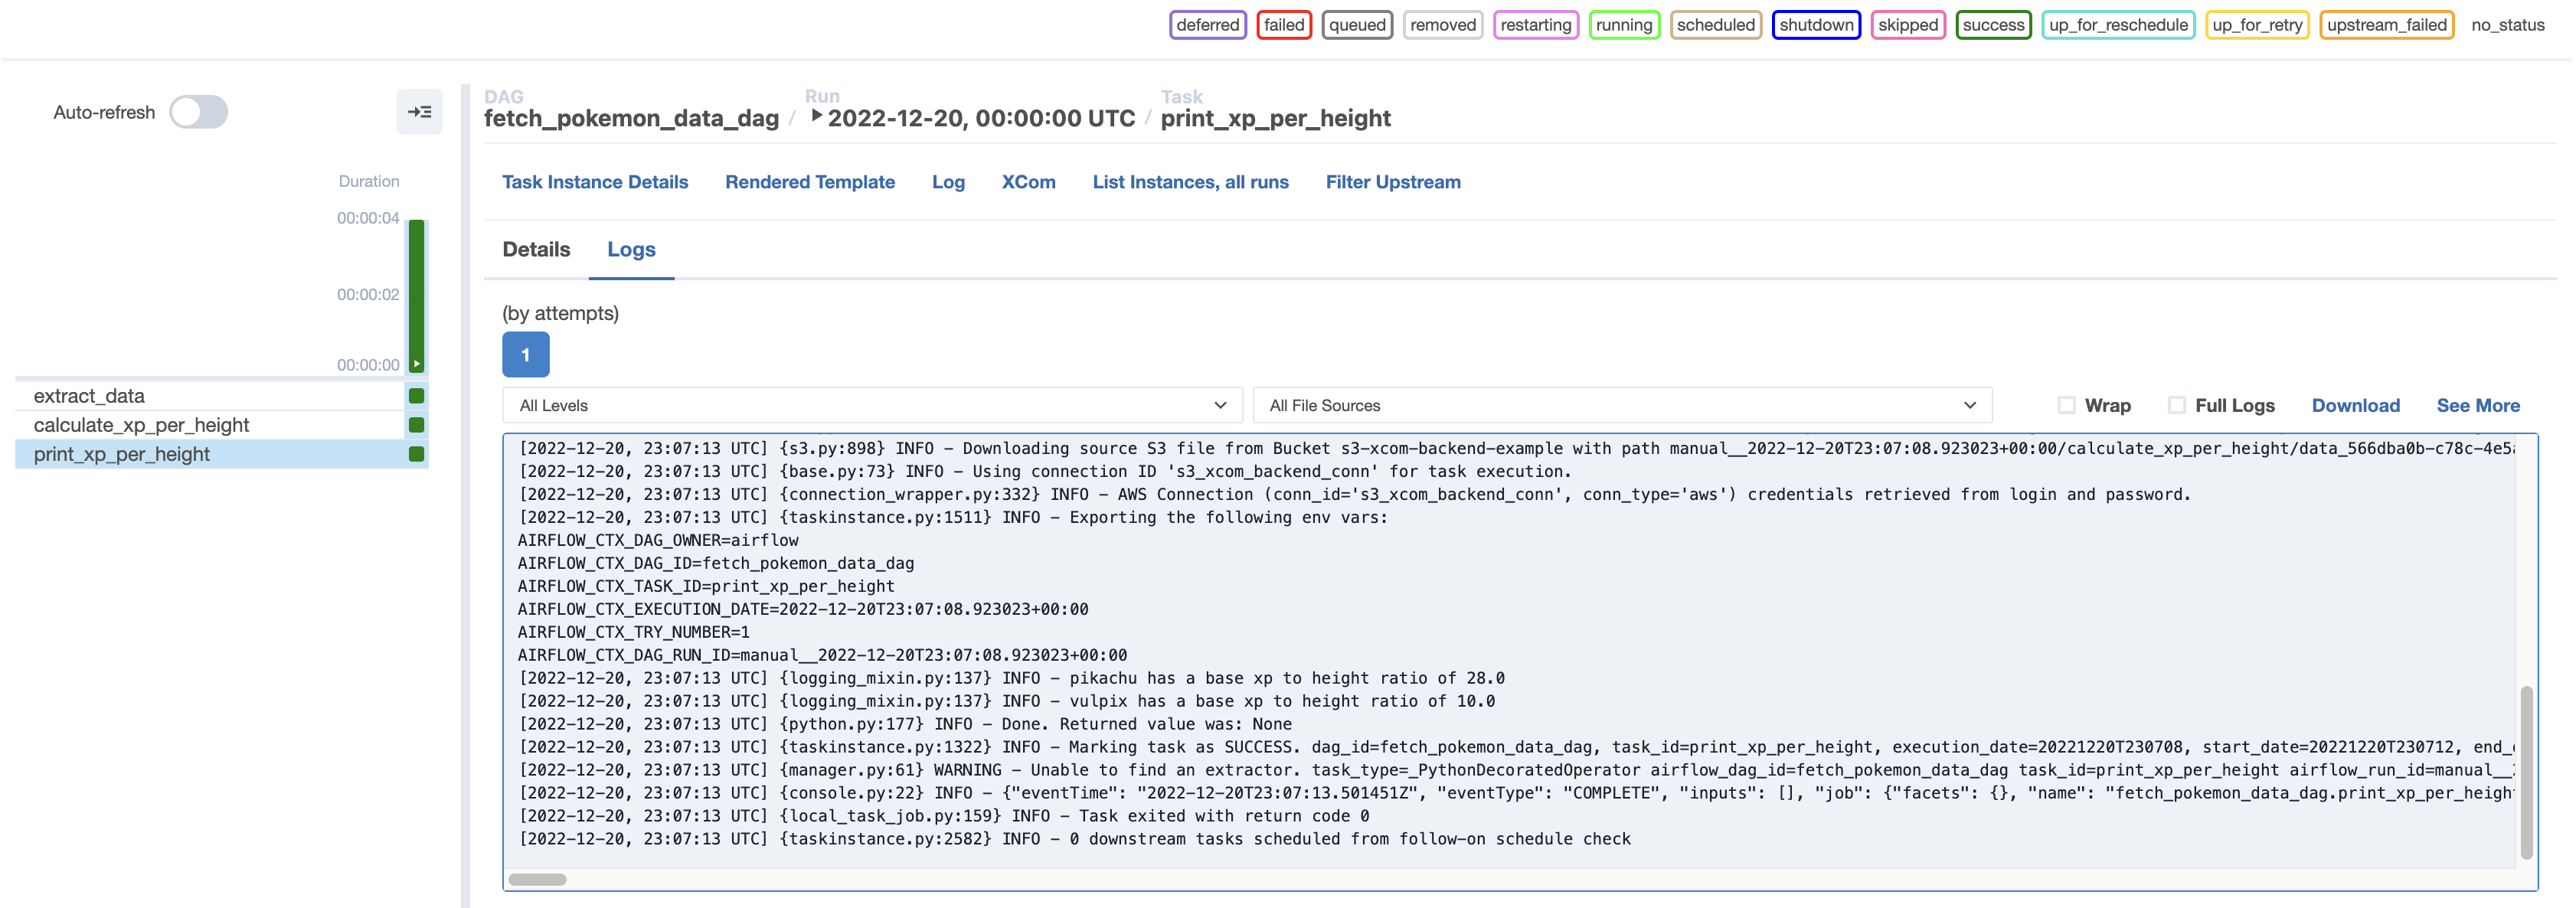 deferred failed queued removed restarting running scheduled shutdown skipped success up_for_reschedule up_for_retry upstream_failed no_status
Auto-refresh
DAG Run Task
fetch_pokemon_data_dag / 2022-12-20, 00:00:00 UTC / print_xp_per_height
Task Instance Details Rendered Template Log XCom List Instances, all runs Filter Upstream
Duration
00:00:04
00:00:02
00:00:00
extract_data
calculate_xp_per_height
print_xp_per_height
Details Logs
(by attempts)
1
All Levels All File Sources Wrap Full Logs Download See More
[2022-12-20, 23:07:13 UTC] {s3.py:898} INFO - Downloading source S3 file from Bucket s3-xcom-backend-example with path manual__2022-12-20T23:07:08.923023+00:00/calculate_xp_per_height/data_566dba0b-c78c-4e5a
[2022-12-20, 23:07:13 UTC] {base.py:73} INFO - Using connection ID 's3_xcom_backend_conn' for task execution.
[2022-12-20, 23:07:13 UTC] {connection_wrapper.py:332} INFO - AWS Connection (conn_id='s3_xcom_backend_conn', conn_type='aws') credentials retrieved from login and password.
[2022-12-20, 23:07:13 UTC] {taskinstance.py:1511} INFO - Exporting the following env vars:
AIRFLOW_CTX_DAG_OWNER=airflow
AIRFLOW_CTX_DAG_ID=fetch_pokemon_data_dag
AIRFLOW_CTX_TASK_ID=print_xp_per_height
AIRFLOW_CTX_EXECUTION_DATE=2022-12-20T23:07:08.923023+00:00
AIRFLOW_CTX_TRY_NUMBER=1
AIRFLOW_CTX_DAG_RUN_ID=manual__2022-12-20T23:07:08.923023+00:00
[2022-12-20, 23:07:13 UTC] {logging_mixin.py:137} INFO - pikachu has a base xp to height ratio of 28.0
[2022-12-20, 23:07:13 UTC] {logging_mixin.py:137} INFO - vulpix has a base xp to height ratio of 10.0
[2022-12-20, 23:07:13 UTC] {python.py:177} INFO - Done. Returned value was: None
[2022-12-20, 23:07:13 UTC] {taskinstance.py:1322} INFO - Marking task as SUCCESS. dag_id=fetch_pokemon_data_dag, task_id=print_xp_per_height, execution_date=20221220T230708, start_date=20221220T230712, end_
[2022-12-20, 23:07:13 UTC] {manager.py:61} WARNING - Unable to find an extractor. task_type=_PythonDecoratedOperator airflow_dag_id=fetch_pokemon_data_dag task_id=print_xp_per_height airflow_run_id=manual__
[2022-12-20, 23:07:13 UTC] {console.py:22} INFO - {"eventTime": "2022-12-20T23:07:13.501451Z", "eventType": "COMPLETE", "inputs": [], "job": {"facets": {}, "name": "fetch_pokemon_data_dag.print_xp_per_height
[2022-12-20, 23:07:13 UTC] {local_task_job.py:159} INFO - Task exited with return code 0
[2022-12-20, 23:07:13 UTC] {taskinstance.py:2582} INFO - 0 downstream tasks scheduled from follow-on schedule check